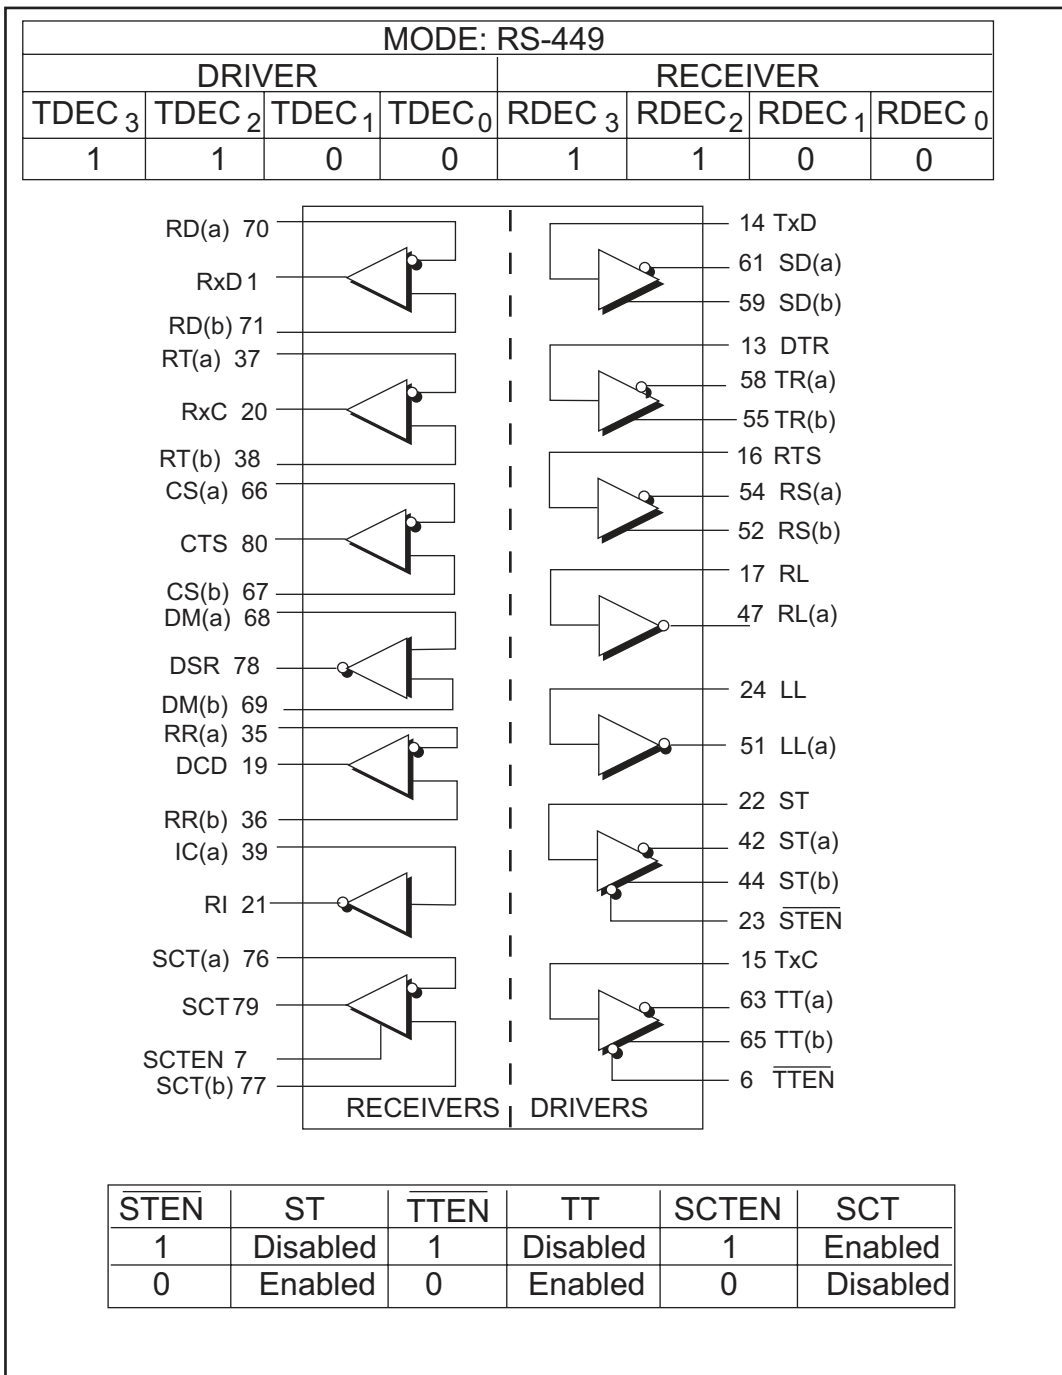 MODE: RS-449
DRIVER RECEIVER
TDEC3 TDEC2 TDEC1 TDEC0 RDEC3 RDEC2 RDEC1 RDEC0
1 1 0 0 1 1 0 0
RD(a) 70
RxD 1
RD(b) 71
RT(a) 37
RxC 20
RT(b) 38
CS(a) 66
CTS 80
CS(b) 67
DM(a) 68
DSR 78
DM(b) 69
RR(a) 35
DCD 19
RR(b) 36
IC(a) 39
RI 21
SCT(a) 76
SCT 79
SCTEN 7
SCT(b) 77
14 TxD
61 SD(a)
59 SD(b)
13 DTR
58 TR(a)
55 TR(b)
16 RTS
54 RS(a)
52 RS(b)
17 RL
47 RL(a)
24 LL
51 LL(a)
22 ST
42 ST(a)
44 ST(b)
23 S̅T̅E̅N̅
15 TxC
63 TT(a)
65 TT(b)
6 T̅T̅E̅N̅
RECEIVERS DRIVERS
S̅T̅E̅N̅ ST T̅T̅E̅N̅ TT SCTEN SCT
1 Disabled 1 Disabled 1 Enabled
0 Enabled 0 Enabled 0 Disabled